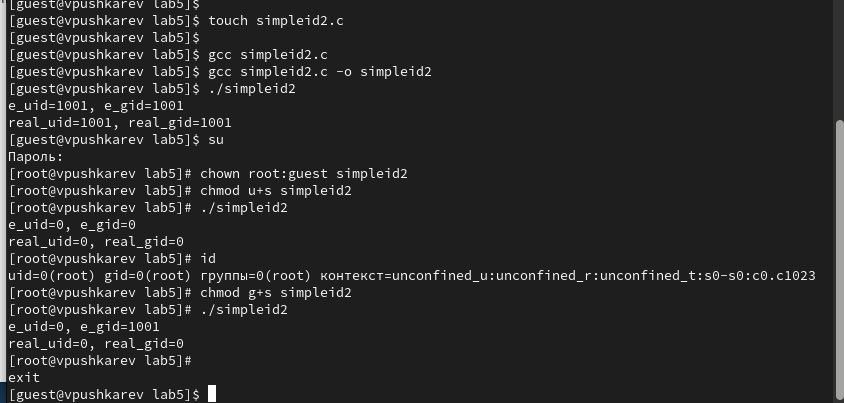 [guest@vpushkarev lab5]$
[guest@vpushkarev lab5]$ touch simpleid2.c
[guest@vpushkarev lab5]$
[guest@vpushkarev lab5]$ gcc simpleid2.c
[guest@vpushkarev lab5]$ gcc simpleid2.c -o simpleid2
[guest@vpushkarev lab5]$ ./simpleid2
e_uid=1001, e_gid=1001
real_uid=1001, real_gid=1001
[guest@vpushkarev lab5]$ su
Пароль:
[root@vpushkarev lab5]# chown root:guest simpleid2
[root@vpushkarev lab5]# chmod u+s simpleid2
[root@vpushkarev lab5]# ./simpleid2
e_uid=0, e_gid=0
real_uid=0, real_gid=0
[root@vpushkarev lab5]# id
uid=0(root) gid=0(root) группы=0(root) контекст=unconfined_u:unconfined_r:unconfined_t:s0-s0:c0.c1023
[root@vpushkarev lab5]# chmod g+s simpleid2
[root@vpushkarev lab5]# ./simpleid2
e_uid=0, e_gid=1001
real_uid=0, real_gid=0
[root@vpushkarev lab5]#
exit
[guest@vpushkarev lab5]$